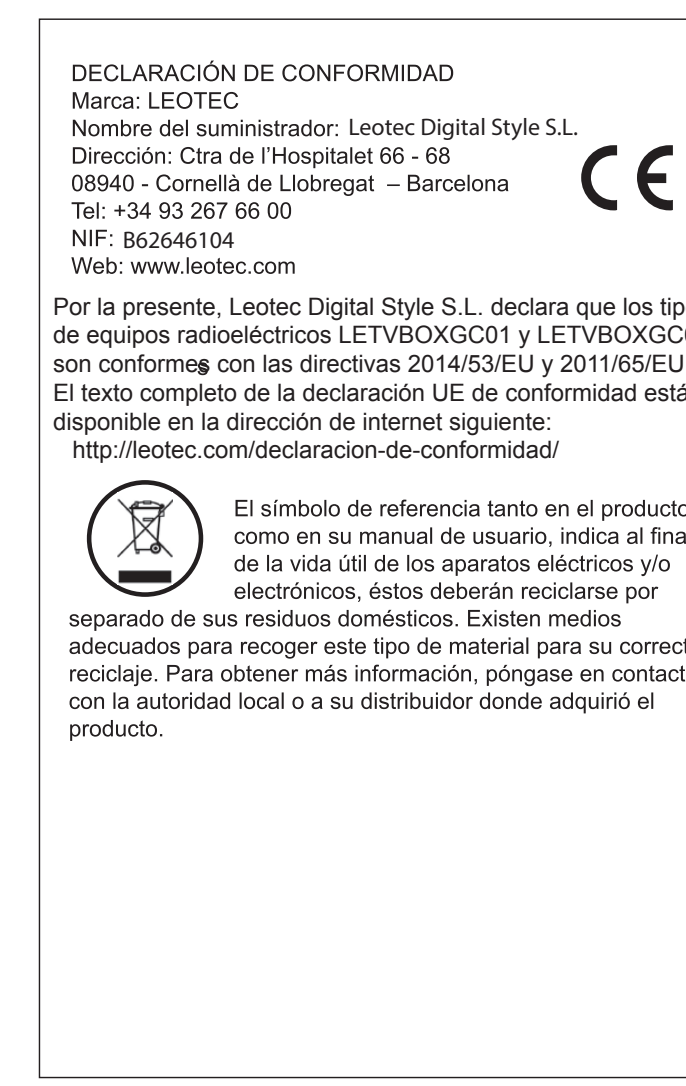 DECLARACIÓN DE CONFORMIDAD
Marca: LEOTEC
Nombre del suministrador: Leotec Digital Style S.L.
Dirección: Ctra de l’Hospitalet 66 - 68
08940 - Cornellà de Llobregat – Barcelona
Tel: +34 93 267 66 00
NIF: B62646104
Web: www.leotec.com
CE
Por la presente, Leotec Digital Style S.L. declara que los tip
de equipos radioeléctricos LETVBOXGC01 y LETVBOXGC
son conformes con las directivas 2014/53/EU y 2011/65/EU
El texto completo de la declaración UE de conformidad está
disponible en la dirección de internet siguiente:
http://leotec.com/declaracion-de-conformidad/
El símbolo de referencia tanto en el producto
como en su manual de usuario, indica al fina
de la vida útil de los aparatos eléctricos y/o
electrónicos, éstos deberán reciclarse por
separado de sus residuos domésticos. Existen medios
adecuados para recoger este tipo de material para su correct
reciclaje. Para obtener más información, póngase en contact
con la autoridad local o a su distribuidor donde adquirió el
producto.